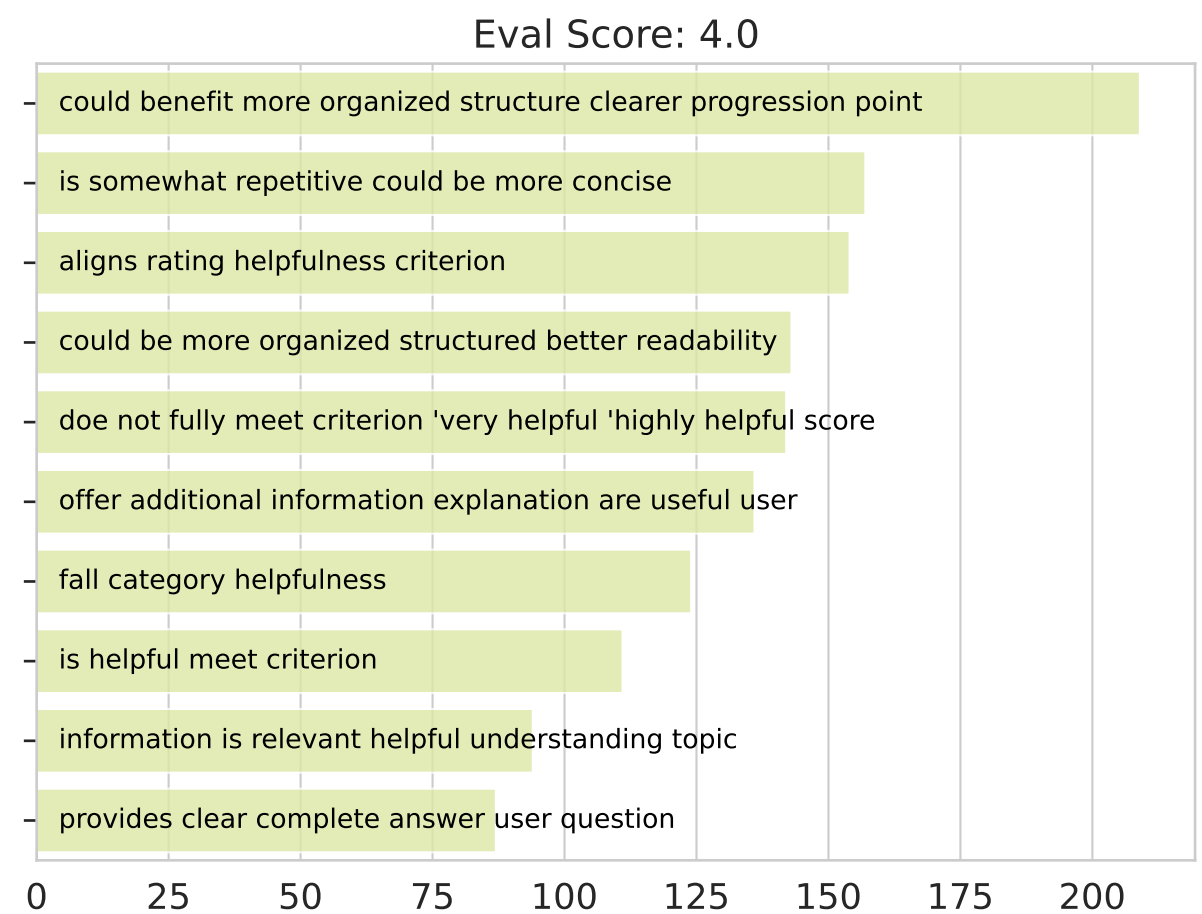 Eval Score: 4.0
could benefit more organized structure clearer progression point
is somewhat repetitive could be more concise
aligns rating helpfulness criterion
could be more organized structured better readability
doe not fully meet criterion 'very helpful 'highly helpful score
offer additional information explanation are useful user
fall category helpfulness
is helpful meet criterion
information is relevant helpful understanding topic
provides clear complete answer user question
0 25 50 75 100 125 150 175 200